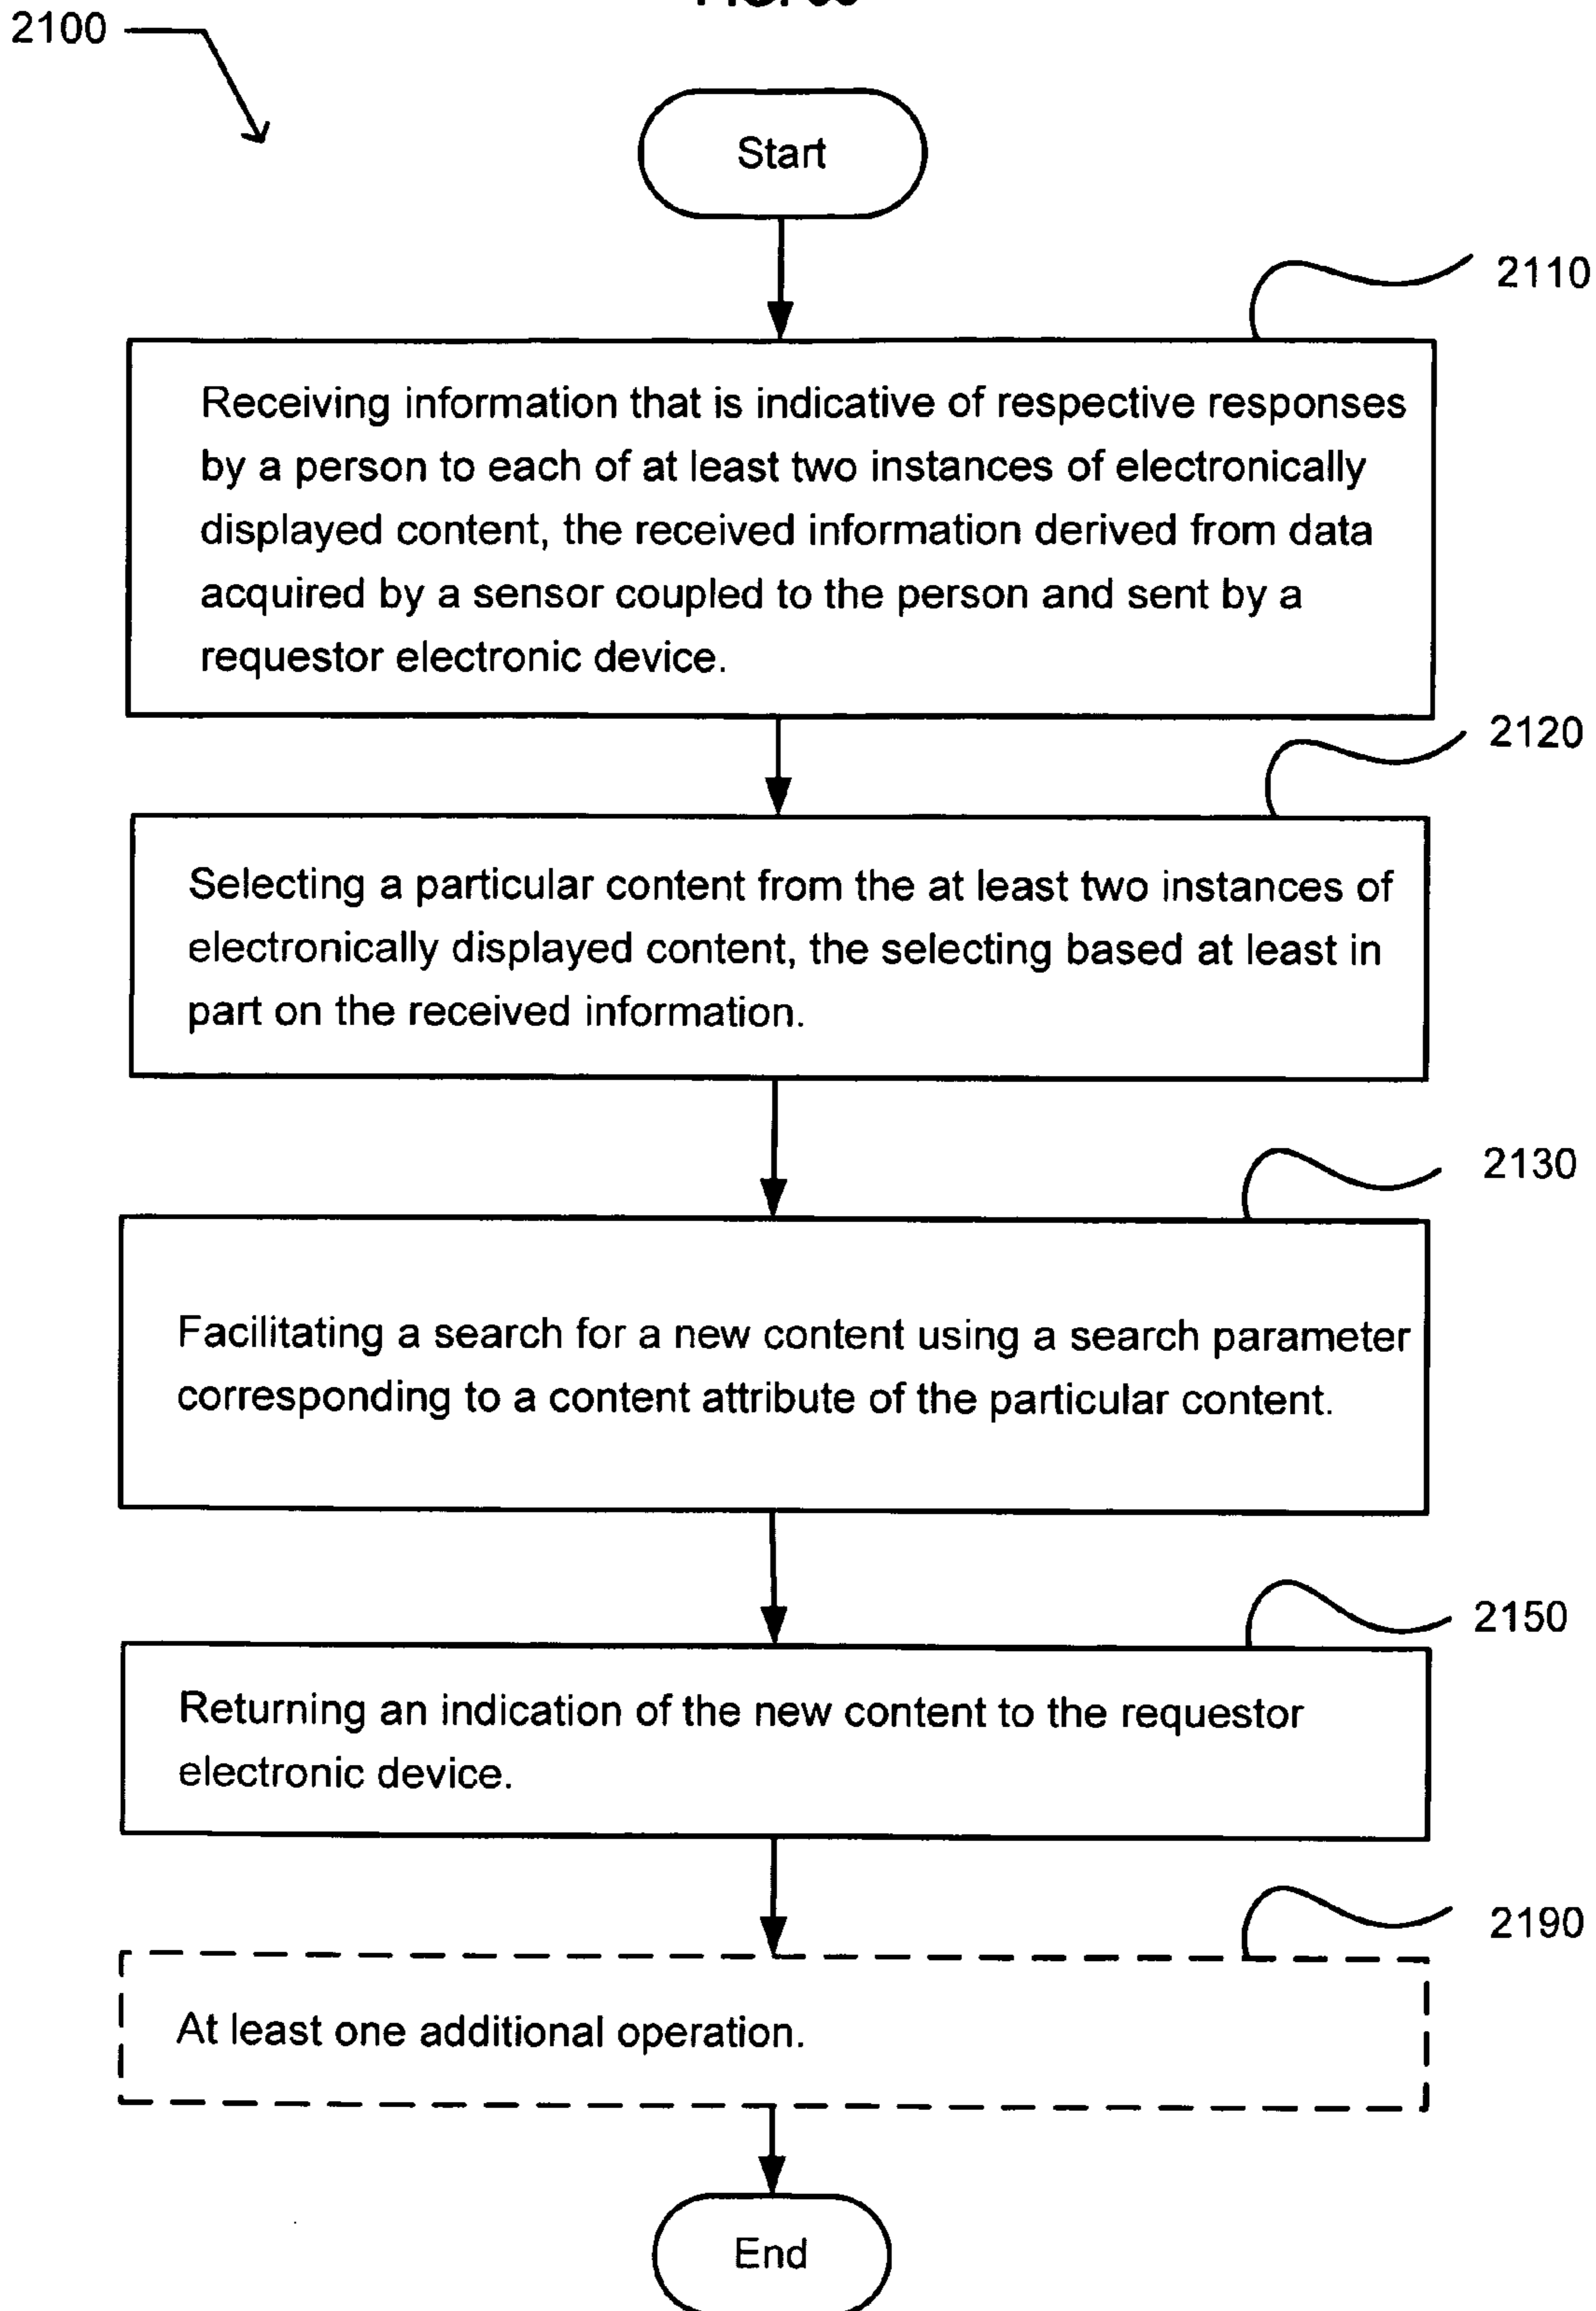 2100
Start
2110
Receiving information that is indicative of respective responses
by a person to each of at least two instances of electronically
displayed content, the received information derived from data
acquired by a sensor coupled to the person and sent by a
requestor electronic device.
2120
Selecting a particular content from the at least two instances of
electronically displayed content, the selecting based at least in
part on the received information.
2130
Facilitating a search for a new content using a search parameter
corresponding to a content attribute of the particular content.
2150
Returning an indication of the new content to the requestor
electronic device.
2190
At least one additional operation.
End